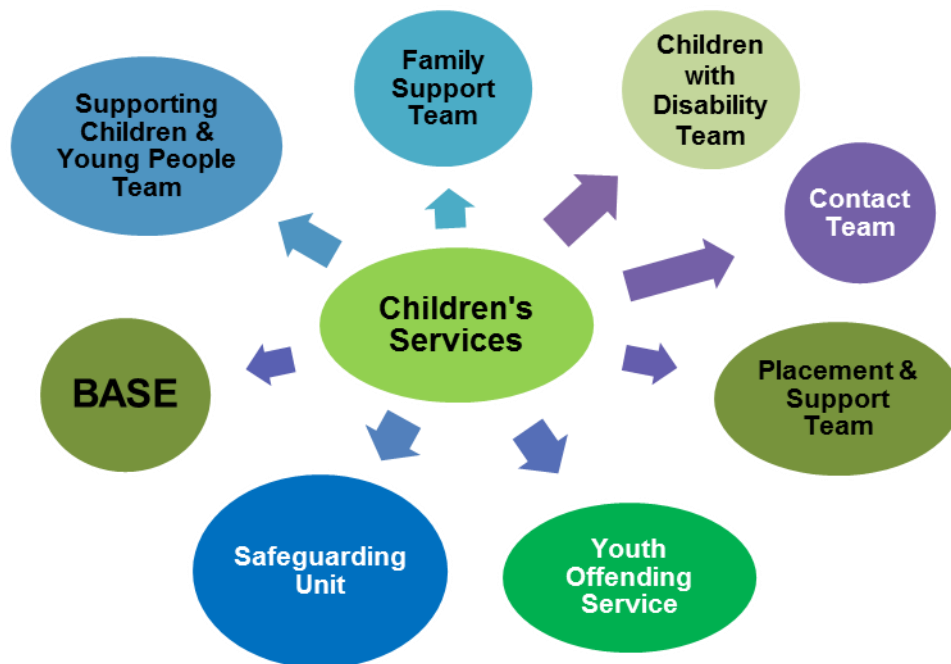 Family
Support
Team
Children
with
Disability
Team
Supporting
Children &
Young People
Team
Contact
Team
Children's
Services
BASE
Placement &
Support
Team
Safeguarding
Unit
Youth
Offending
Service